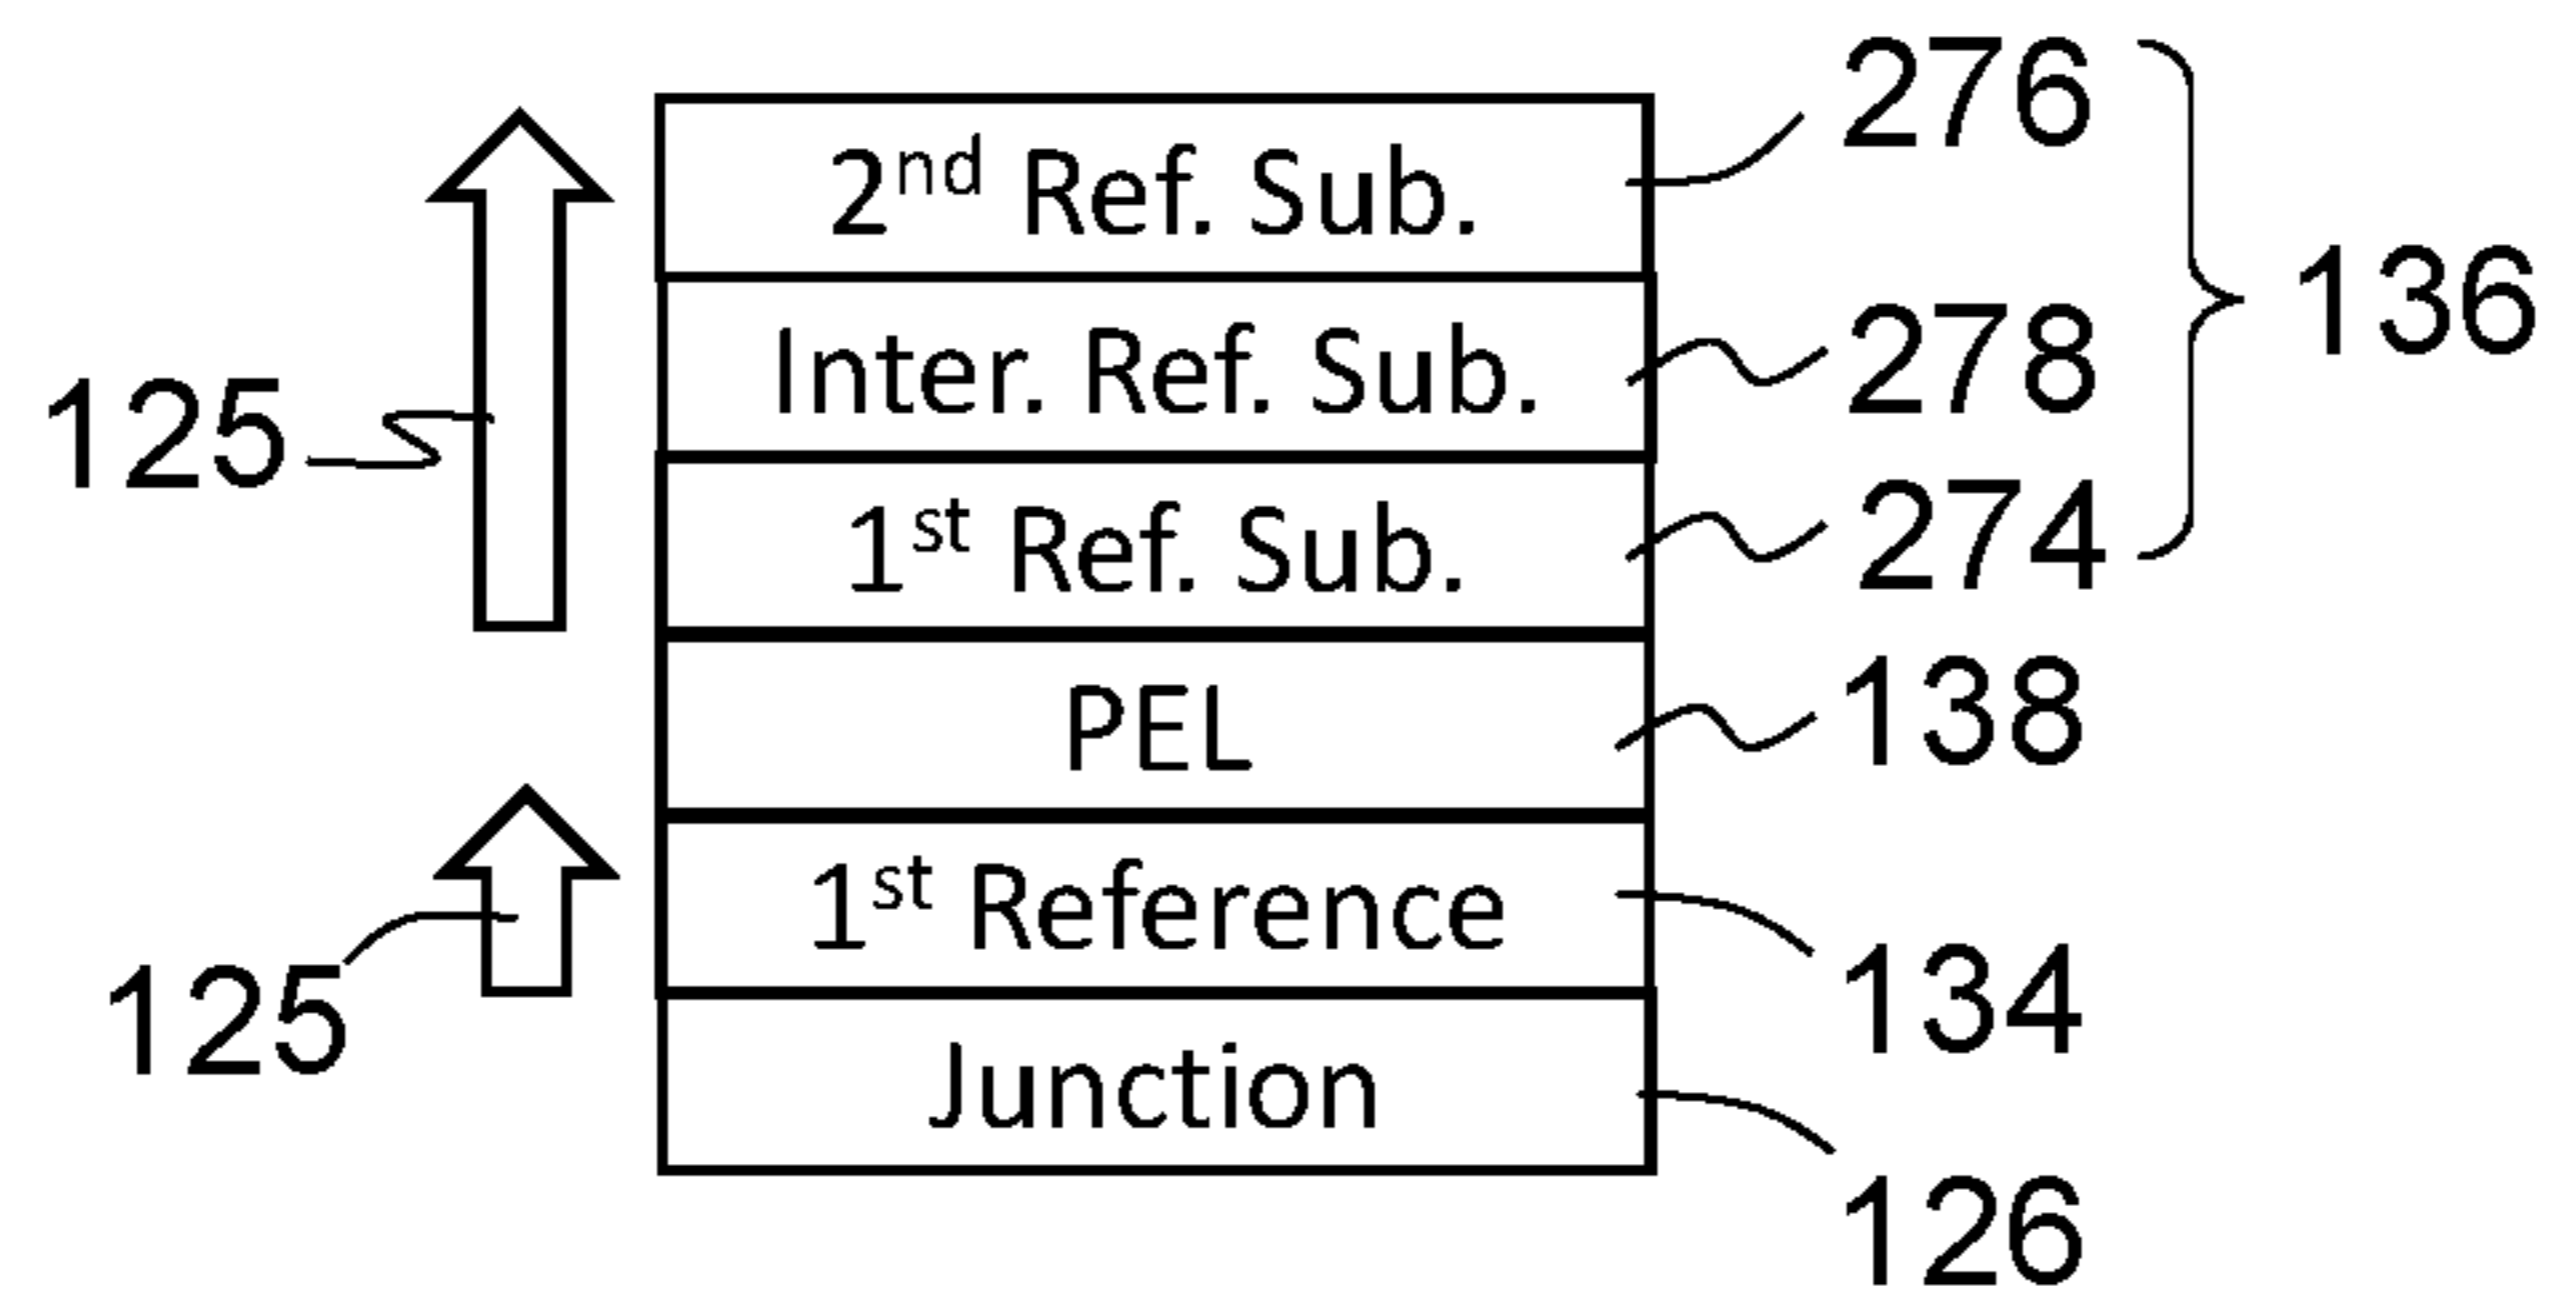 2nd Ref. Sub. 276
Inter. Ref. Sub. 278 136
125 1st Ref. Sub. 274
PEL 138
1st Reference 134
125 Junction 126